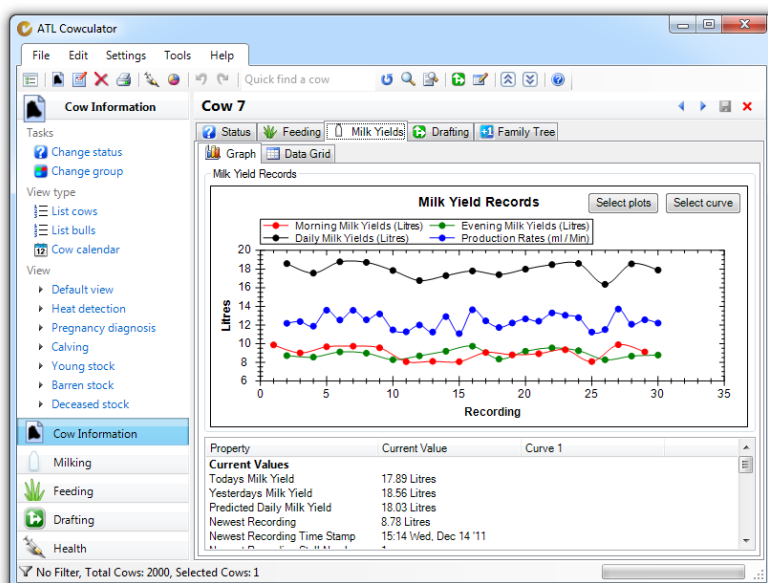 ATL Cowculator
File Edit Settings Tools Help
Quick find a cow
Cow Information
Cow 7
Tasks
Change status
Change group
View type
List cows
List bulls
12 Cow calendar
View
Default view
Heat detection
Pregnancy diagnosis
Calving
Young stock
Barren stock
Deceased stock
Cow Information
Milking
Feeding
Drafting
Health
Status Feeding Milk Yields Drafting +1 Family Tree
Graph Data Grid
Milk Yield Records
Milk Yield Records
Select plots Select curve
Morning Milk Yields (Litres) Evening Milk Yields (Litres)
Daily Milk Yields (Litres) Production Rates (ml/Min)
Litres
20
18
16
14
12
10
8
6
0 5 10 15 20 25 30 35
Recording
Property Current Value Curve 1
Current Values
Todays Milk Yield 17.89 Litres
Yesterdays Milk Yield 18.56 Litres
Predicted Daily Milk Yield 18.03 Litres
Newest Recording 8.78 Litres
Newest Recording Time Stamp 15:14 Wed, Dec 14 '11
No Filter, Total Cows: 2000, Selected Cows: 1